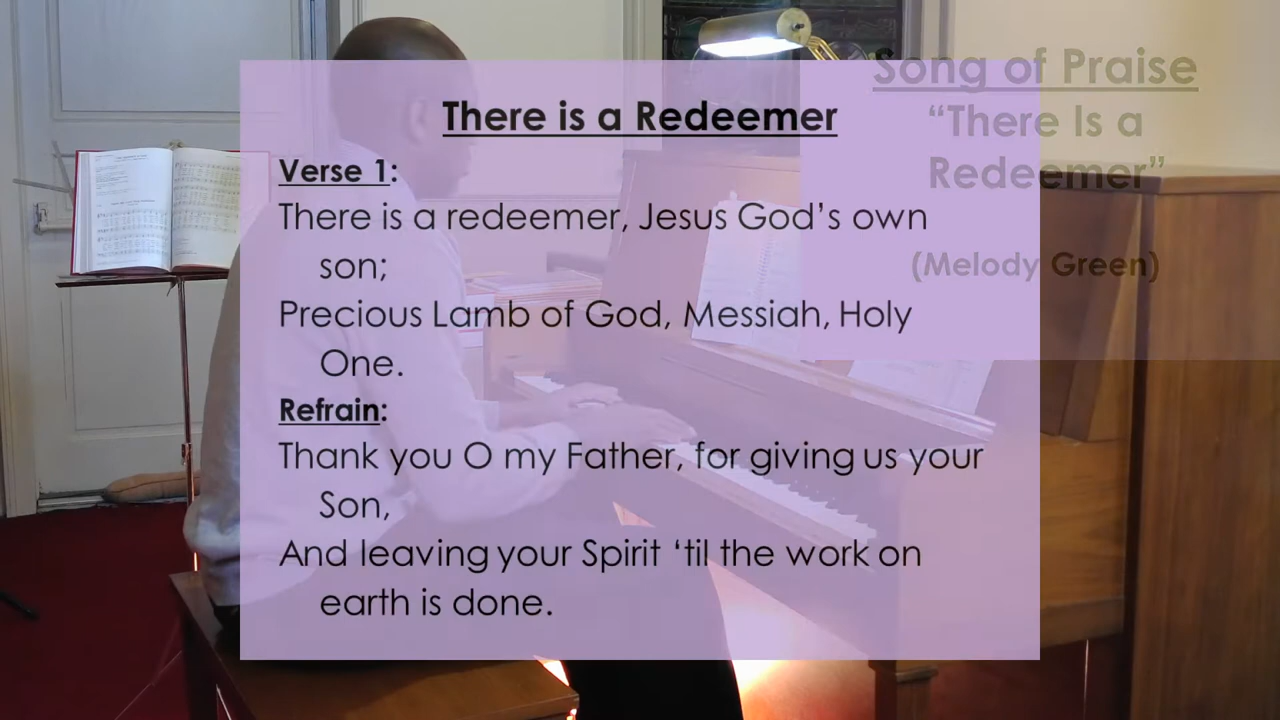 There is a Redeemer
Verse 1:
There is a redeemer, Jesus God’s own
son;
Precious Lamb of God, Messiah, Holy
One.
Refrain:
Thank you O my Father, for giving us your
Son,
And leaving your Spirit ‘til the work on
earth is done.
Song of Praise
“There Is a
Redeemer”
(Melody Green)